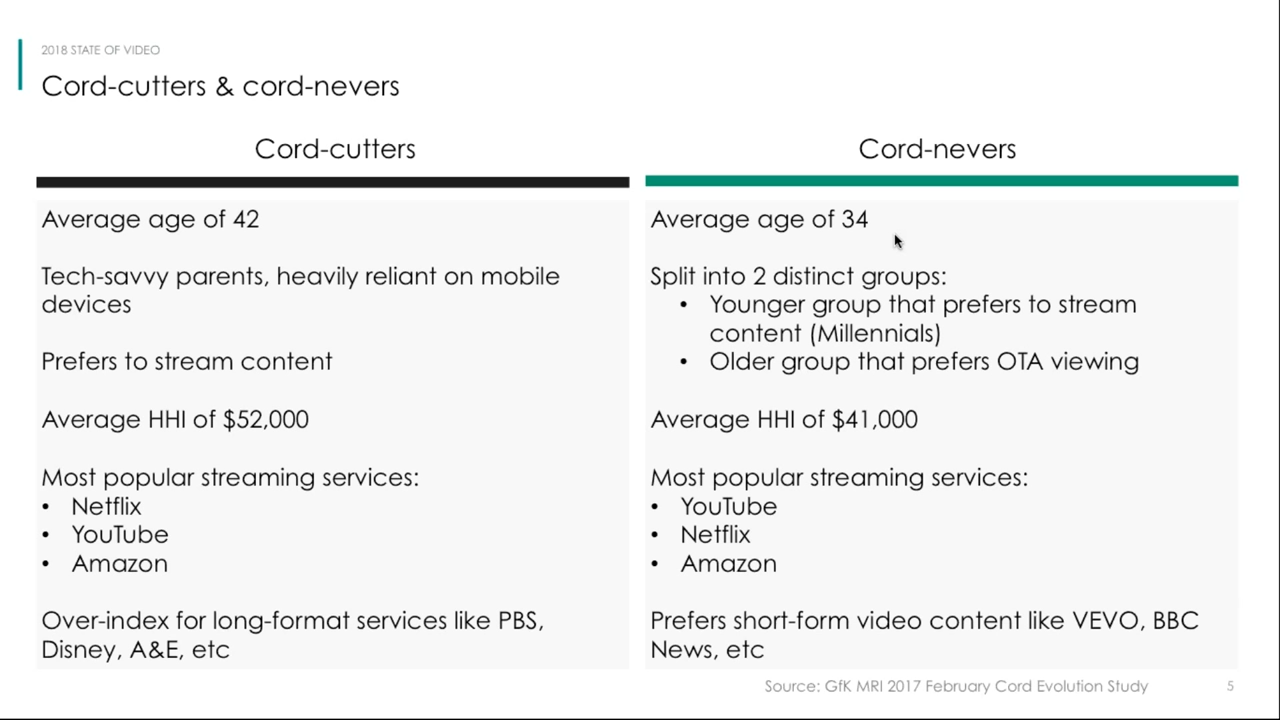 2018 STATE OF VIDEO
Cord-cutters & cord-nevers
Cord-cutters
Average age of 42
Tech-savvy parents, heavily reliant on mobile
devices
Prefers to stream content
Average HHI of $52,000
Most popular streaming services:
• Netflix
• YouTube
• Amazon
Over-index for long-format services like PBS,
Disney, A&E, etc
Cord-nevers
Average age of 34
Split into 2 distinct groups:
• Younger group that prefers to stream
content (Millennials)
• Older group that prefers OTA viewing
Average HHI of $41,000
Most popular streaming services:
• YouTube
• Netflix
• Amazon
Prefers short-form video content like VEVO, BBC
News, etc
Source: GfK MRI 2017 February Cord Evolution Study
5